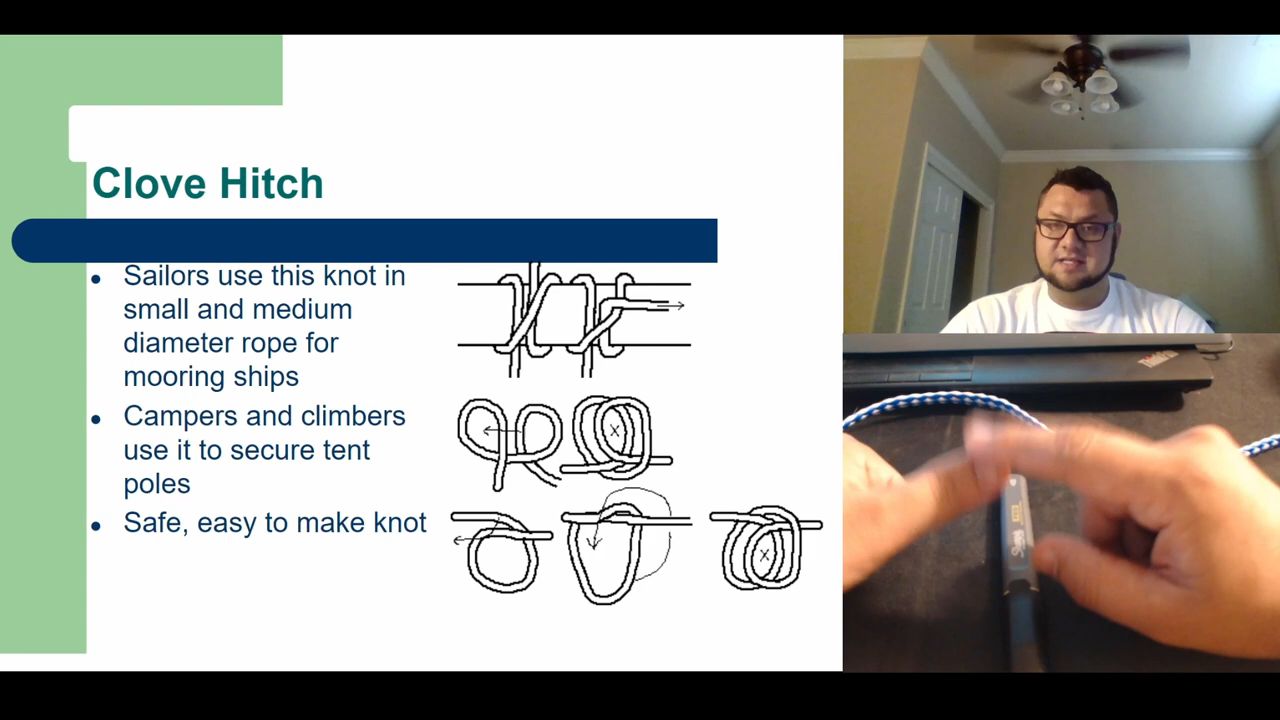 Clove Hitch
• Sailors use this knot in
small and medium
diameter rope for
mooring ships
• Campers and climbers
use it to secure tent
poles
• Safe, easy to make knot
X
X